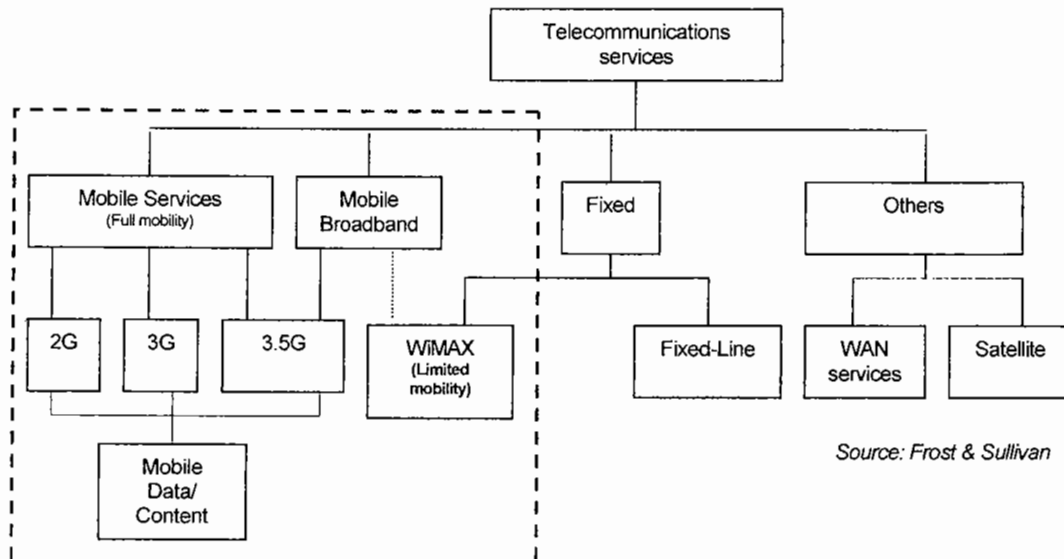 Telecommunications
services
Mobile Services
(Full mobility)
Mobile
Broadband
Fixed
Others
2G
3G
3.5G
WiMAX
(Limited
mobility)
Fixed-Line
WAN
services
Satellite
Mobile
Data/
Content
Source: Frost & Sullivan